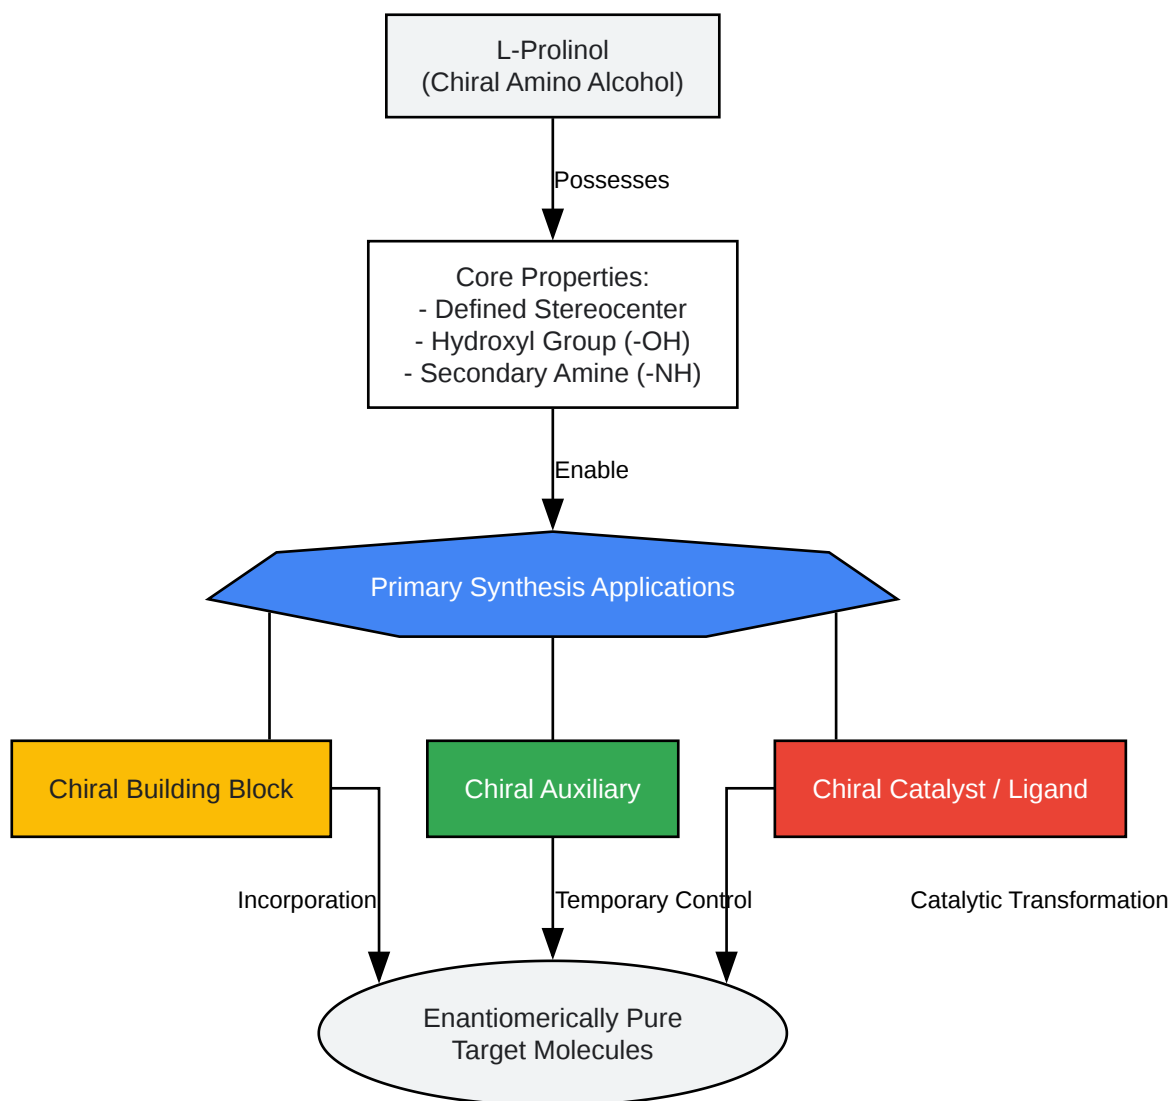 L-Prolinol
(Chiral Amino Alcohol)
Possesses
Core Properties:
- Defined Stereocenter
- Hydroxyl Group (-OH)
- Secondary Amine (-NH)
Enable
Primary Synthesis Applications
Chiral Building Block
Chiral Auxiliary
Chiral Catalyst / Ligand
Incorporation
Temporary Control
Catalytic Transformation
Enantiomerically Pure
Target Molecules